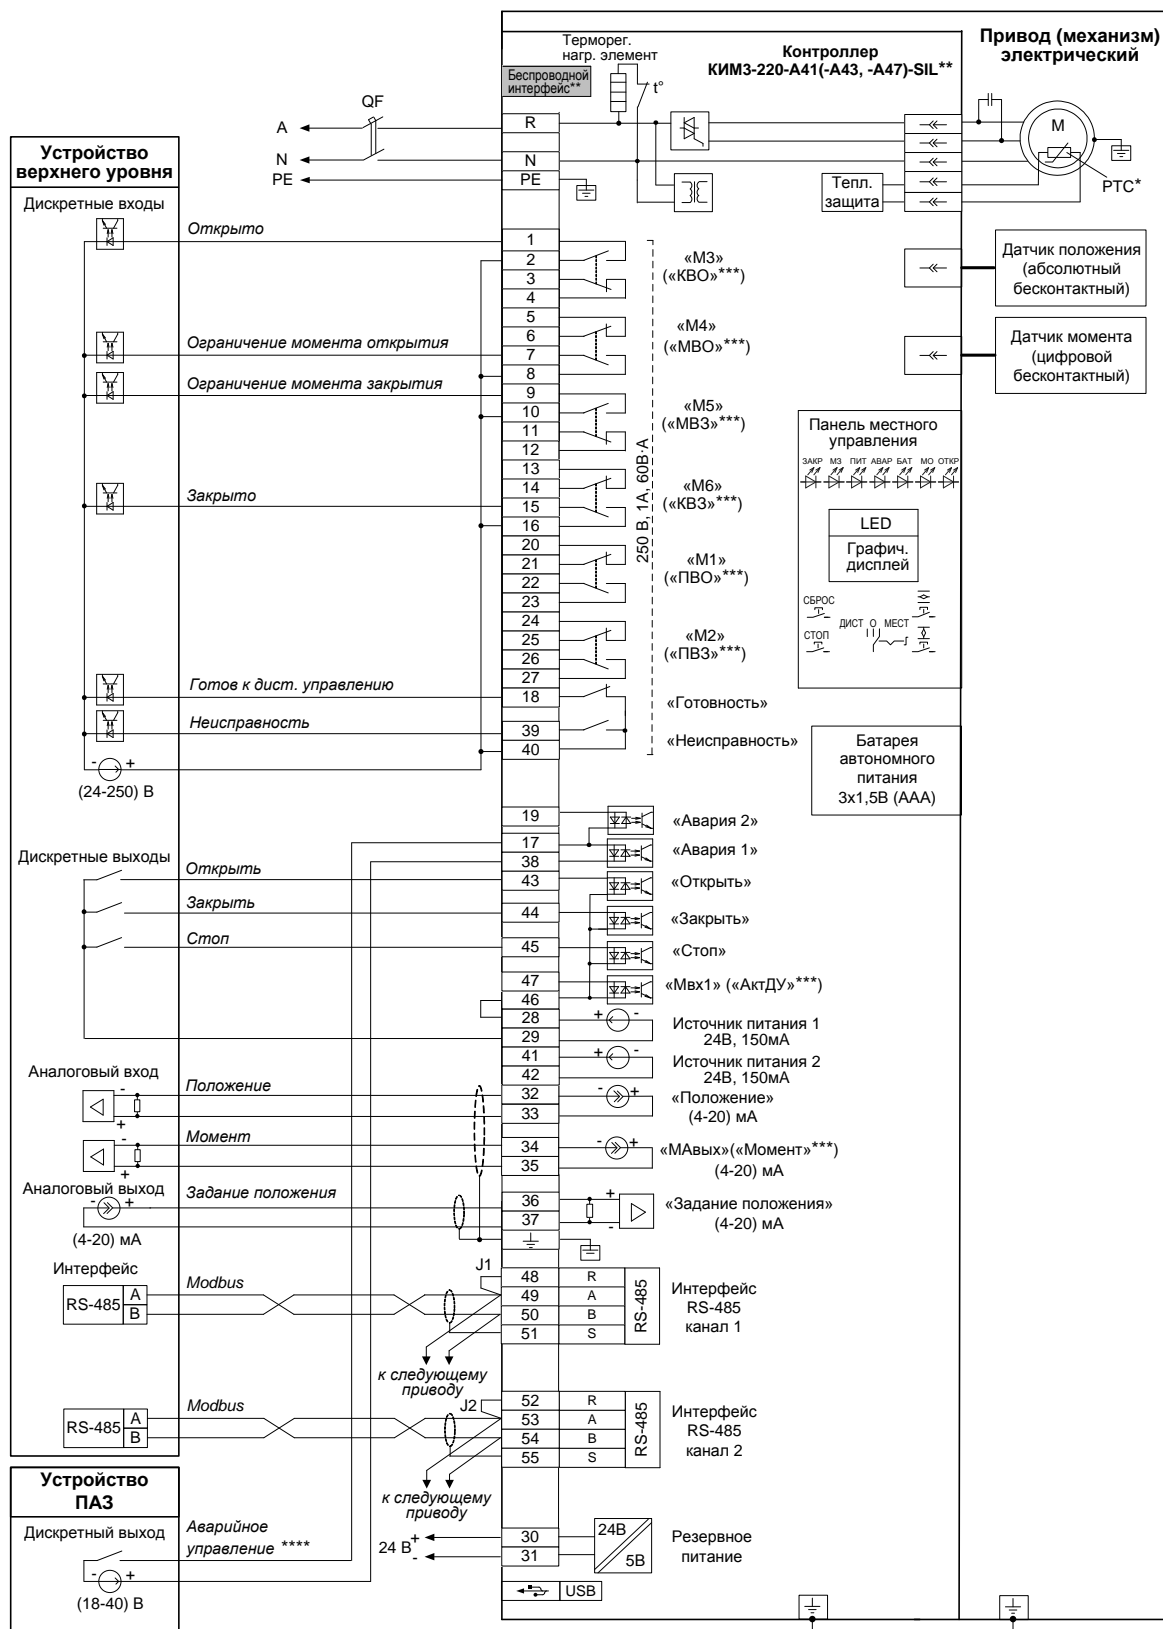 Привод (механизм)
электрический
Терморег.
нагр. элемент
Контроллер
КИМ3-220-А41(-А43, -А47)-SIL**
Беспроводной
интерфейс**
t°
QF
A
R
N
N
PE
PE
M
PTC*
Тепл.
защита
Устройство
верхнего уровня
Дискретные входы
Открыто
1
2
3
4
«М3»
(«КВО»***)
Датчик положения
(абсолютный
бесконтактный)
Ограничение момента открытия
5
6
7
8
«М4»
(«МВО»***)
Датчик момента
(цифровой
бесконтактный)
Ограничение момента закрытия
9
10
11
12
«М5»
(«МВЗ»***)
Панель местного
управления
ЗАКР МЗ ПИТ АВАР БАТ МО ОТКР
Закрыто
13
14
15
16
«М6»
(«КВЗ»***)
250 В, 1А, 60В·А
LED
Графич.
дисплей
20
21
22
23
«М1»
(«ПВО»***)
СБРОС
ДИСТ О МЕСТ
СТОП
24
25
26
27
«М2»
(«ПВЗ»***)
Готов к дист. управлению
18
«Готовность»
Неисправность
39
40
«Неисправность»
Батарея
автономного
питания
3х1,5В (ААА)
- +
(24-250) В
19
«Авария 2»
17
38
«Авария 1»
Дискретные выходы
Открыть
43
«Открыть»
Закрыть
44
«Закрыть»
Стоп
45
«Стоп»
47
46
«Мвх1» («АктДУ»***)
28
29
+ -
Источник питания 1
24В, 150мА
41
42
+ -
Источник питания 2
24В, 150мА
Аналоговый вход
-
+
Положение
32
33
- +
«Положение»
(4-20) мА
-
+
Момент
34
35
- +
«МАвых»(«Момент»***)
(4-20) мА
Аналоговый выход
- +
(4-20) мА
Задание положения
36
37
+
-
«Задание положения»
(4-20) мА
Интерфейс
RS-485
A
B
Modbus
J1
48 R
49 A
50 B
51 S
RS-485
Интерфейс
RS-485
канал 1
к следующему
приводу
RS-485
A
B
Modbus
J2
52 R
53 A
54 B
55 S
RS-485
Интерфейс
RS-485
канал 2
к следующему
приводу
Устройство
ПАЗ
Дискретный выход
- +
(18-40) В
Аварийное
управление ****
24 В
+
-
30
31
24В
5В
Резервное
питание
USB